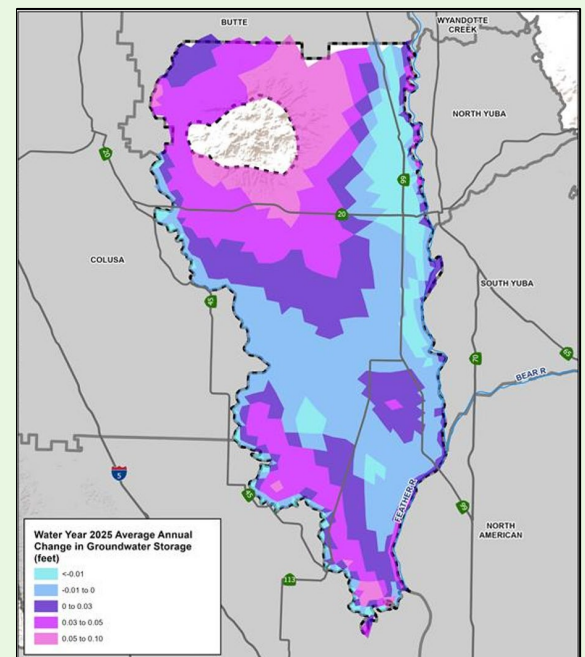 BUTTE
WYANDOTTE
CREEK
NORTH YUBA
99
20
COLUSA
SOUTH YUBA
45
65
70
BEAR R
5
45
FEATHER R
99
NORTH
AMERICAN
113
Water Year 2025 Average Annual
Change in Groundwater Storage
(feet)
<-0.01
-0.01 to 0
0 to 0.03
0.03 to 0.05
0.05 to 0.10